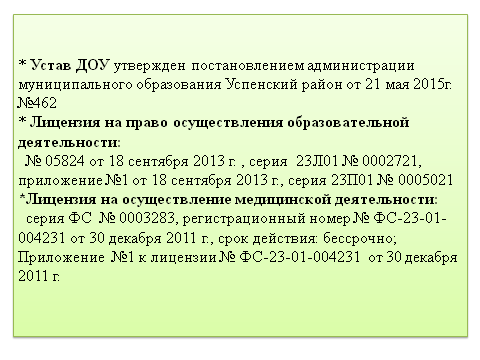 * Устав ДОУ утвержден постановлением администрации
муниципального образования Успенский район от 21 мая 2015г.
№462
* Лицензия на право осуществления образовательной
деятельности:
№ 05824 от 18 сентября 2013 г. , серия 23Л01 № 0002721,
приложение №1 от 18 сентября 2013 г., серия 23П01 № 0005021
*Лицензия на осуществление медицинской деятельности:
серия ФС № 0003283, регистрационный номер № ФС-23-01-
004231 от 30 декабря 2011 г., срок действия: бессрочно;
Приложение №1 к лицензии № ФС-23-01-004231 от 30 декабря
2011 г.